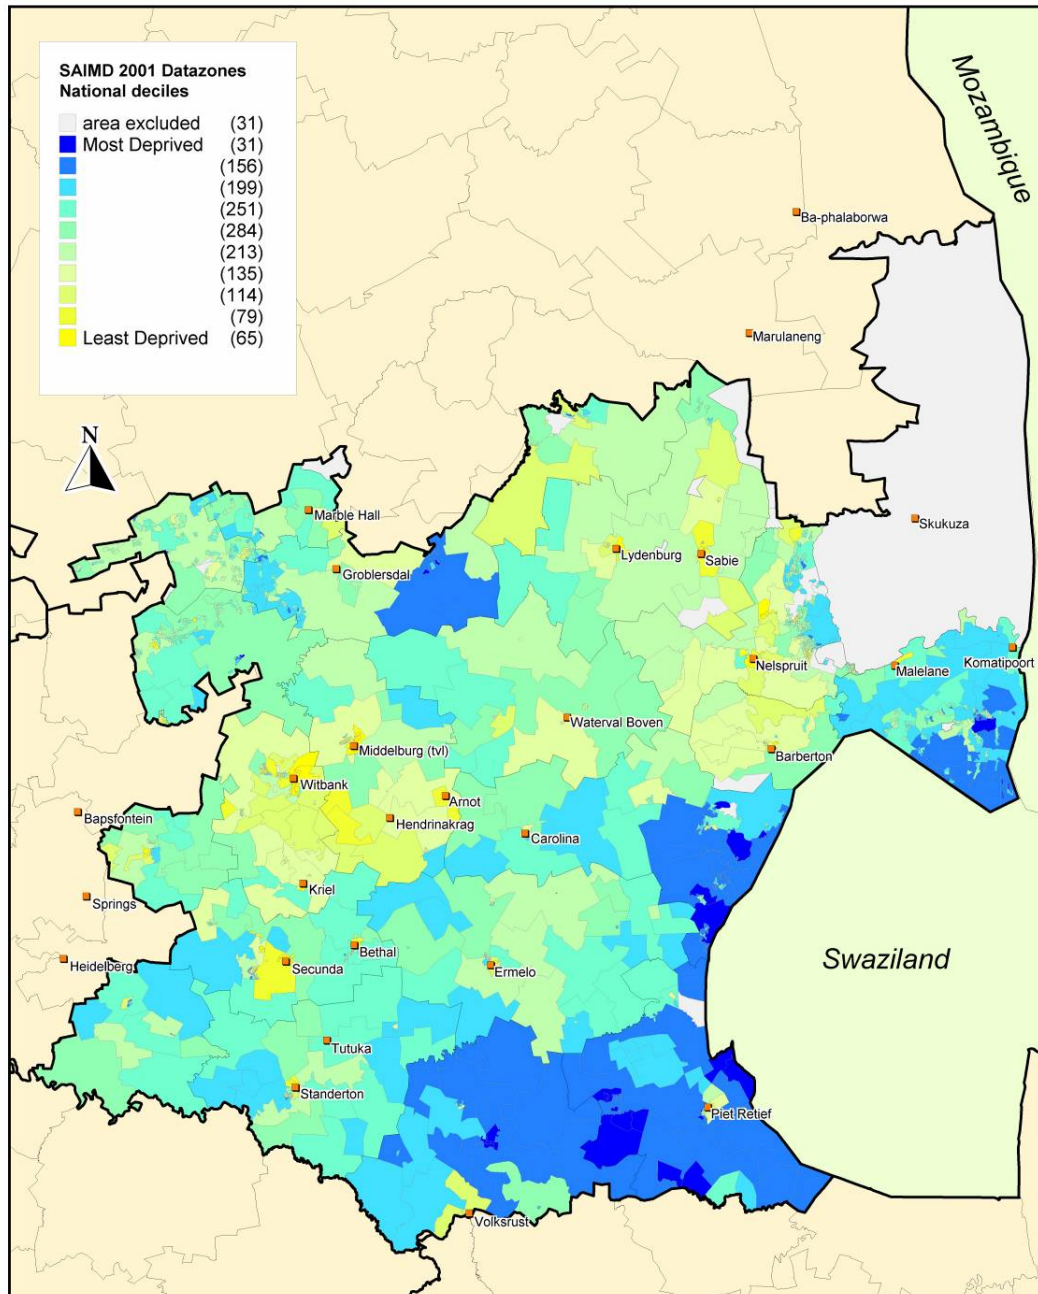 SAIMD 2001 Datazones
National deciles
area excluded (31)
Most Deprived (31)
(156)
(199)
(251)
(284)
(213)
(135)
(114)
(79)
Least Deprived (65)
Mozambique
Ba-phalaborwa
Marulaneng
N
Marble Hall
Skukuza
Lydenburg
Sabie
Groblersdal
Nelspruit
Malelane
Komatipoort
Waterval Boven
Middelburg (tvl)
Barberton
Witbank
Arnot
Bapsfontein
Hendrinakrag
Carolina
Kriel
Springs
Bethal
Heidelberg
Secunda
Ermelo
Swaziland
Tutuka
Standerton
Piet Retief
Volksrust